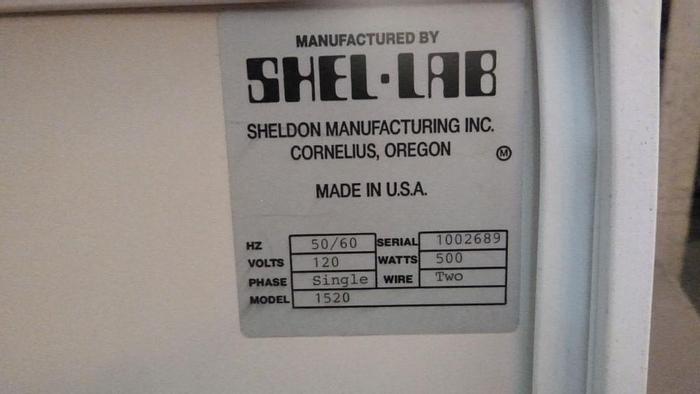 MANUFACTURED BY
SHEL·LAB
SHELDON MANUFACTURING INC.
CORNELIUS, OREGON Ⓜ
MADE IN U.S.A.
HZ 50/60 SERIAL 1002689
VOLTS 120 WATTS 500
PHASE Single WIRE Two
MODEL 1520